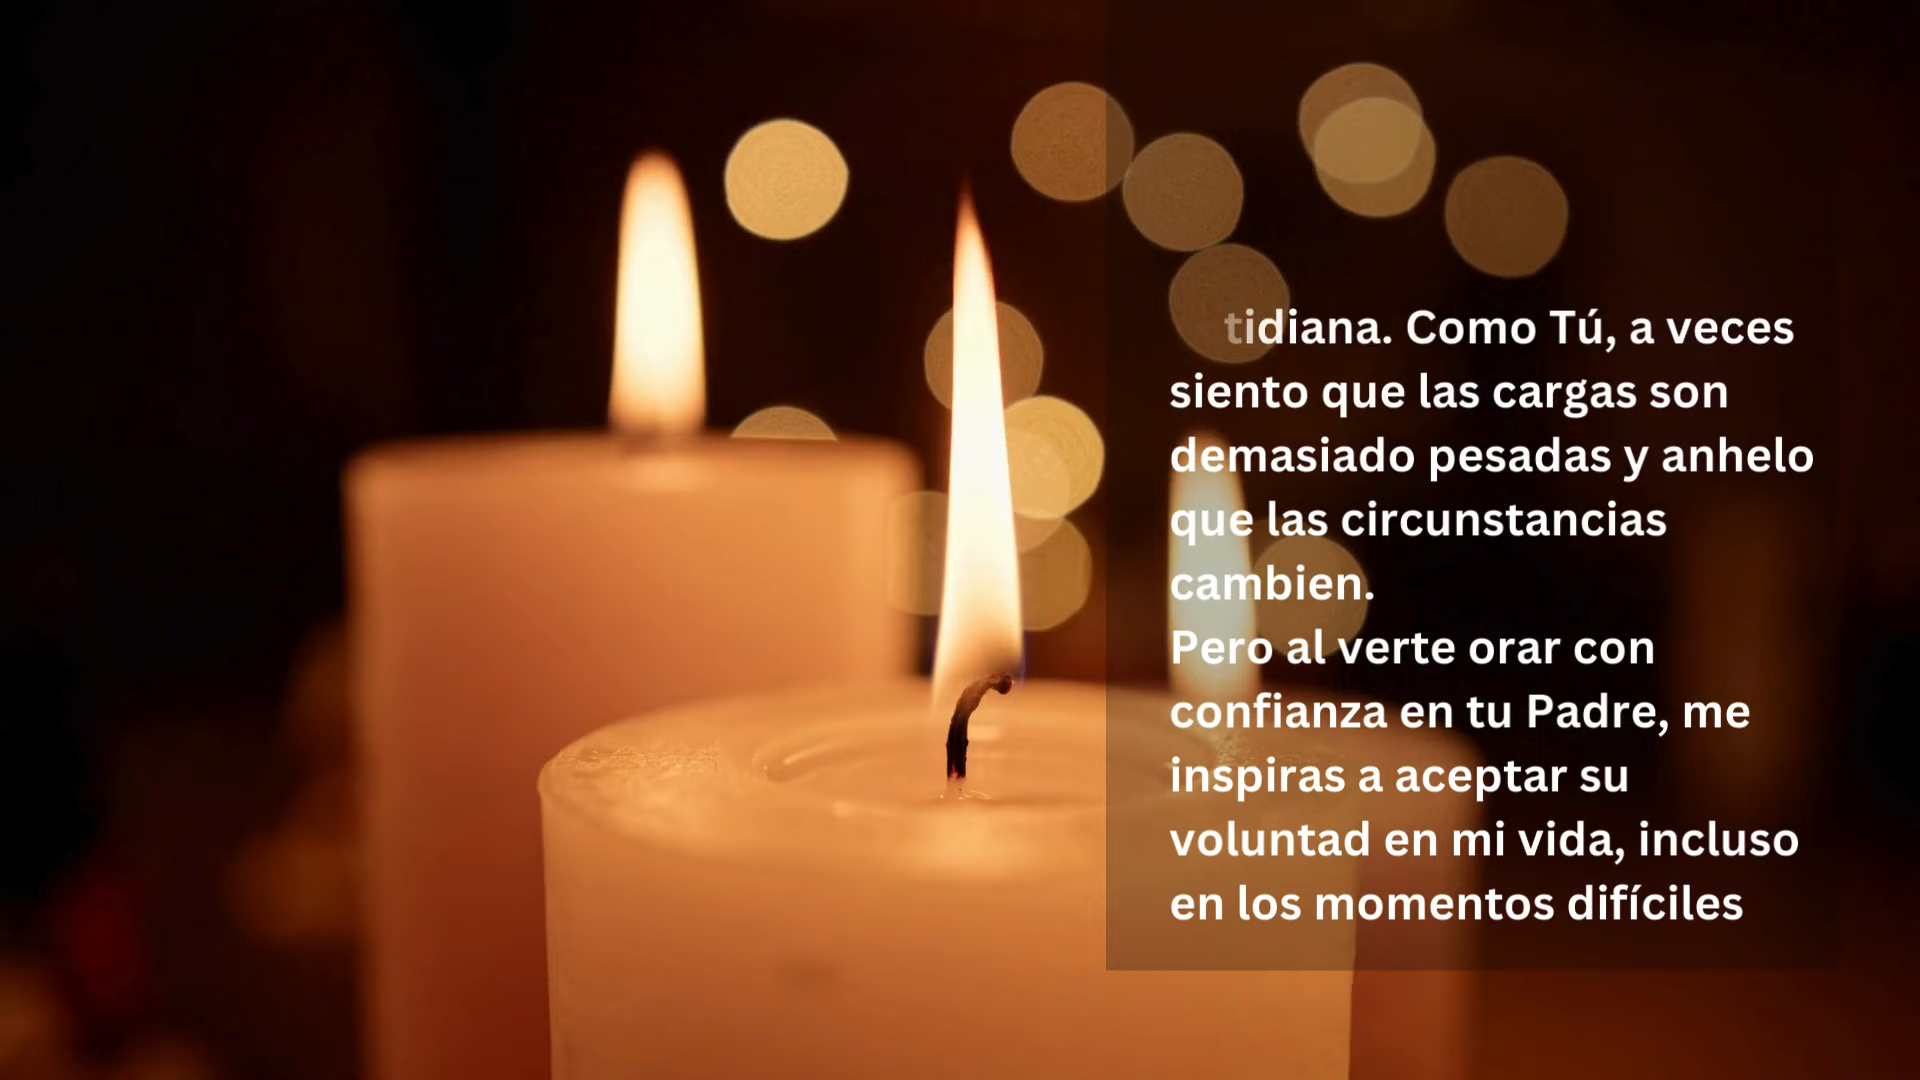 tidiana. Como Tú, a veces
siento que las cargas son
demasiado pesadas y anhelo
que las circunstancias
cambien.
Pero al verte orar con
confianza en tu Padre, me
inspiras a aceptar su
voluntad en mi vida, incluso
en los momentos difíciles